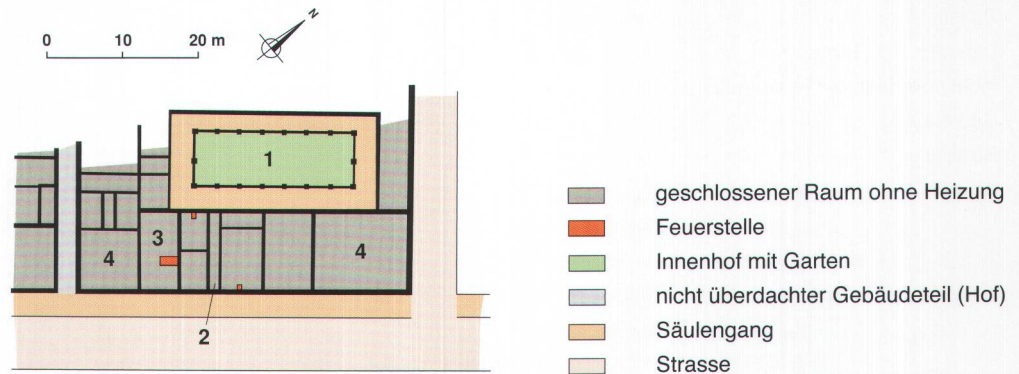 N
0 10 20 m
1
3
4
4
2
geschlossener Raum ohne Heizung
Feuerstelle
Innenhof mit Garten
nicht überdachter Gebäudeteil (Hof)
Säulengang
Strasse